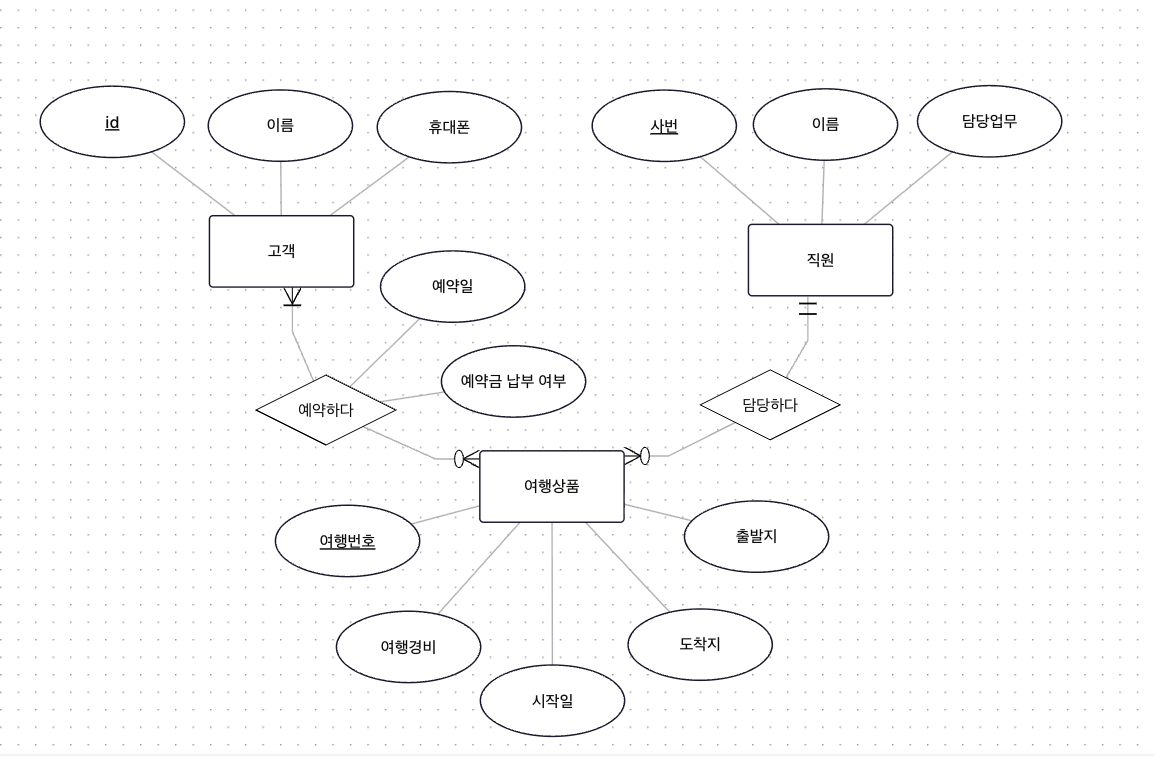 id
이름
휴대폰
사번
이름
담당업무
고객
직원
예약일
예약금 납부 여부
예약하다
담당하다
여행상품
여행번호
출발지
여행경비
도착지
시작일